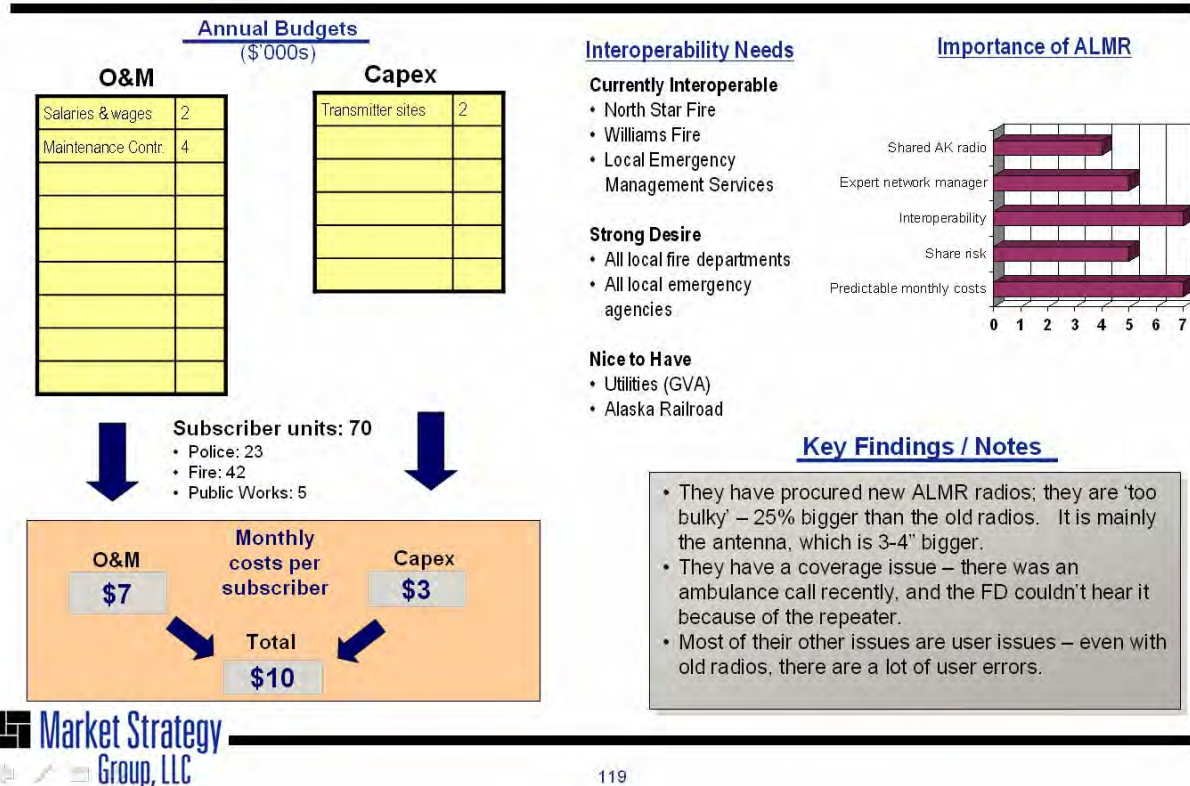 Annual Budgets
($'000s)
O&M
Salaries & wages 2
Maintenance Contr. 4
Capex
Transmitter sites 2
Subscriber units: 70
• Police: 23
• Fire: 42
• Public Works: 5
Monthly
costs per
subscriber
O&M
$7
Capex
$3
Total
$10
Interoperability Needs
Currently Interoperable
• North Star Fire
• Williams Fire
• Local Emergency
Management Services
Strong Desire
• All local fire departments
• All local emergency
agencies
Nice to Have
• Utilities (GVA)
• Alaska Railroad
Importance of ALMR
Shared AK radio
Expert network manager
Interoperability
Share risk
Predictable monthly costs
0 1 2 3 4 5 6 7
Key Findings / Notes
• They have procured new ALMR radios; they are ‘too
bulky’ – 25% bigger than the old radios. It is mainly
the antenna, which is 3-4” bigger.
• They have a coverage issue – there was an
ambulance call recently, and the FD couldn’t hear it
because of the repeater.
• Most of their other issues are user issues – even with
old radios, there are a lot of user errors.
Market Strategy
Group, LLC
119